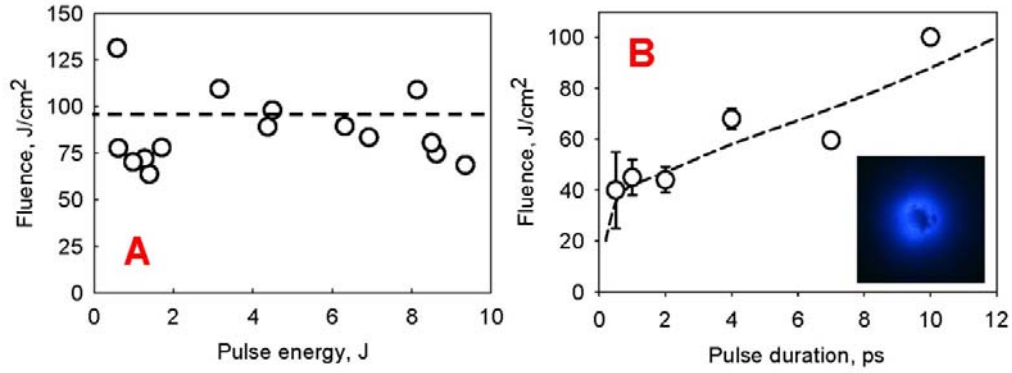 150
125
100
75
50
25
0
Fluence, J/cm2
A
0 2 4 6 8 10
Pulse energy, J
100
80
60
40
20
0
Fluence, J/cm2
B
0 2 4 6 8 10 12
Pulse duration, ps